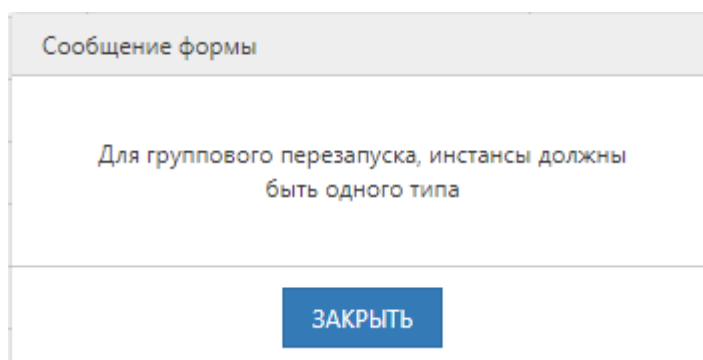 Сообщение формы
Для группового перезапуска, инстансы должны
быть одного типа
ЗАКРЫТЬ